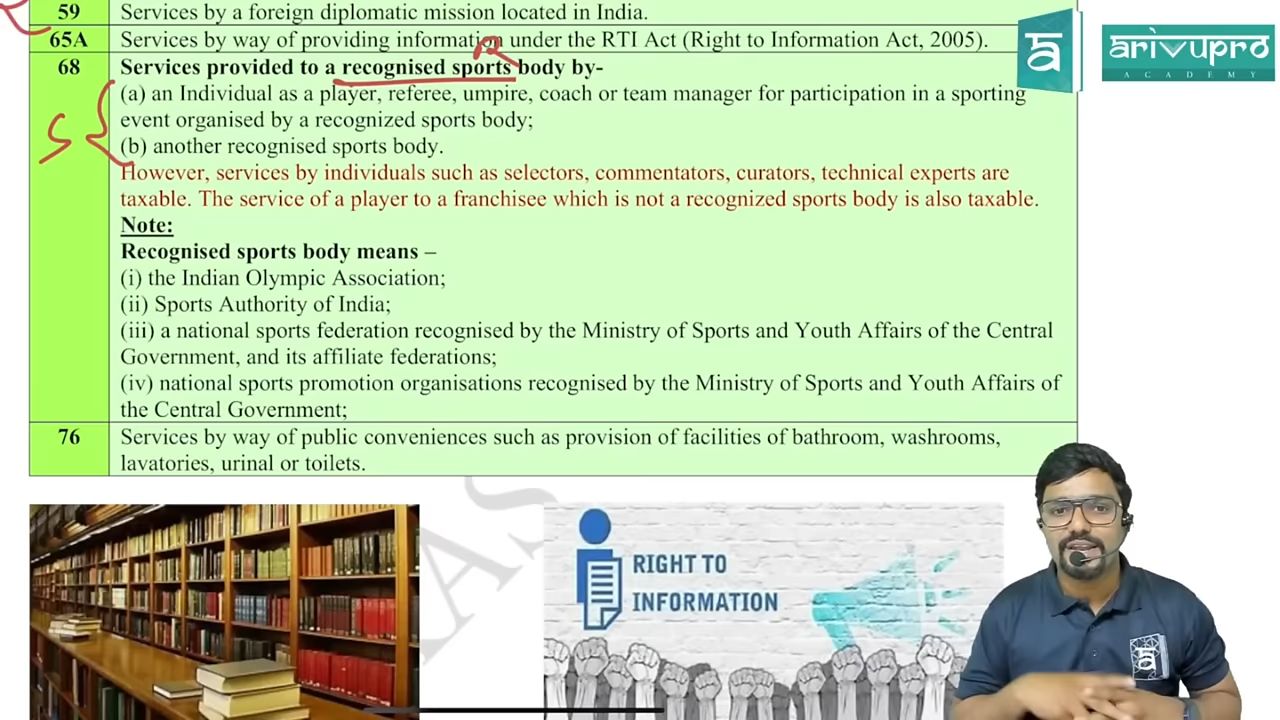 59 Services by a foreign diplomatic mission located in India.
65A Services by way of providing information under the RTI Act (Right to Information Act, 2005).
68 Services provided to a recognised sports body by-
(a) an Individual as a player, referee, umpire, coach or team manager for participation in a sporting
event organised by a recognized sports body;
(b) another recognised sports body.
However, services by individuals such as selectors, commentators, curators, technical experts are
taxable. The service of a player to a franchisee which is not a recognized sports body is also taxable.
Note:
Recognised sports body means –
(i) the Indian Olympic Association;
(ii) Sports Authority of India;
(iii) a national sports federation recognised by the Ministry of Sports and Youth Affairs of the Central
Government, and its affiliate federations;
(iv) national sports promotion organisations recognised by the Ministry of Sports and Youth Affairs of
the Central Government;
76 Services by way of public conveniences such as provision of facilities of bathroom, washrooms,
lavatories, urinal or toilets.
arivupro
ACADEMY
R
S
RIGHT TO
INFORMATION